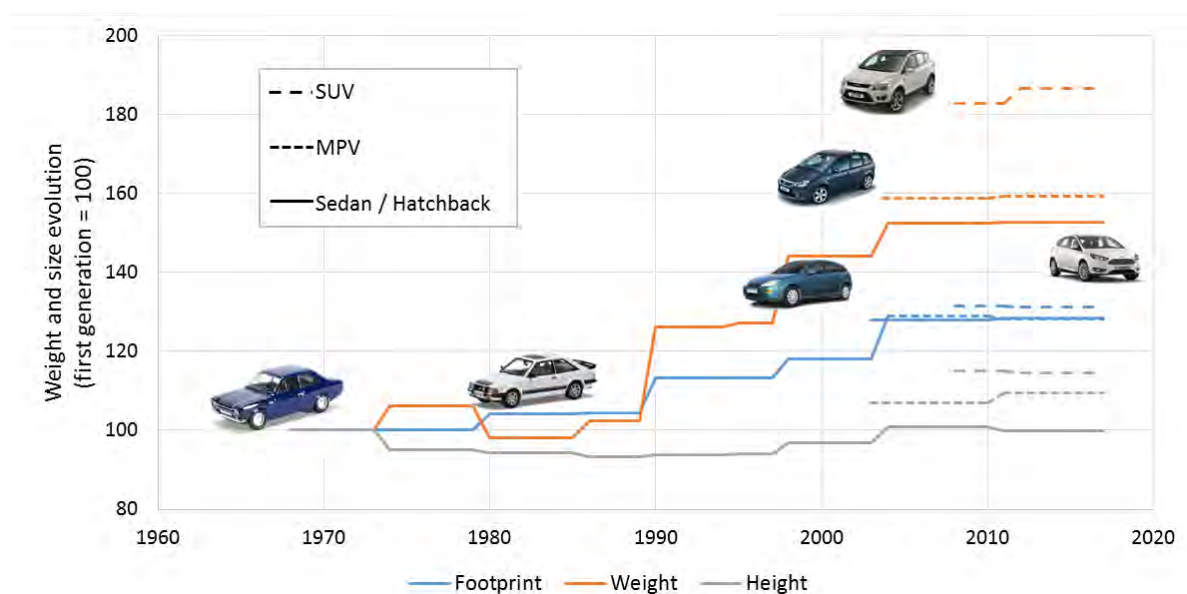 Weight and size evolution
(first generation = 100)
200
180
160
140
120
100
80
SUV
MPV
Sedan / Hatchback
1960 1970 1980 1990 2000 2010 2020
Footprint Weight Height